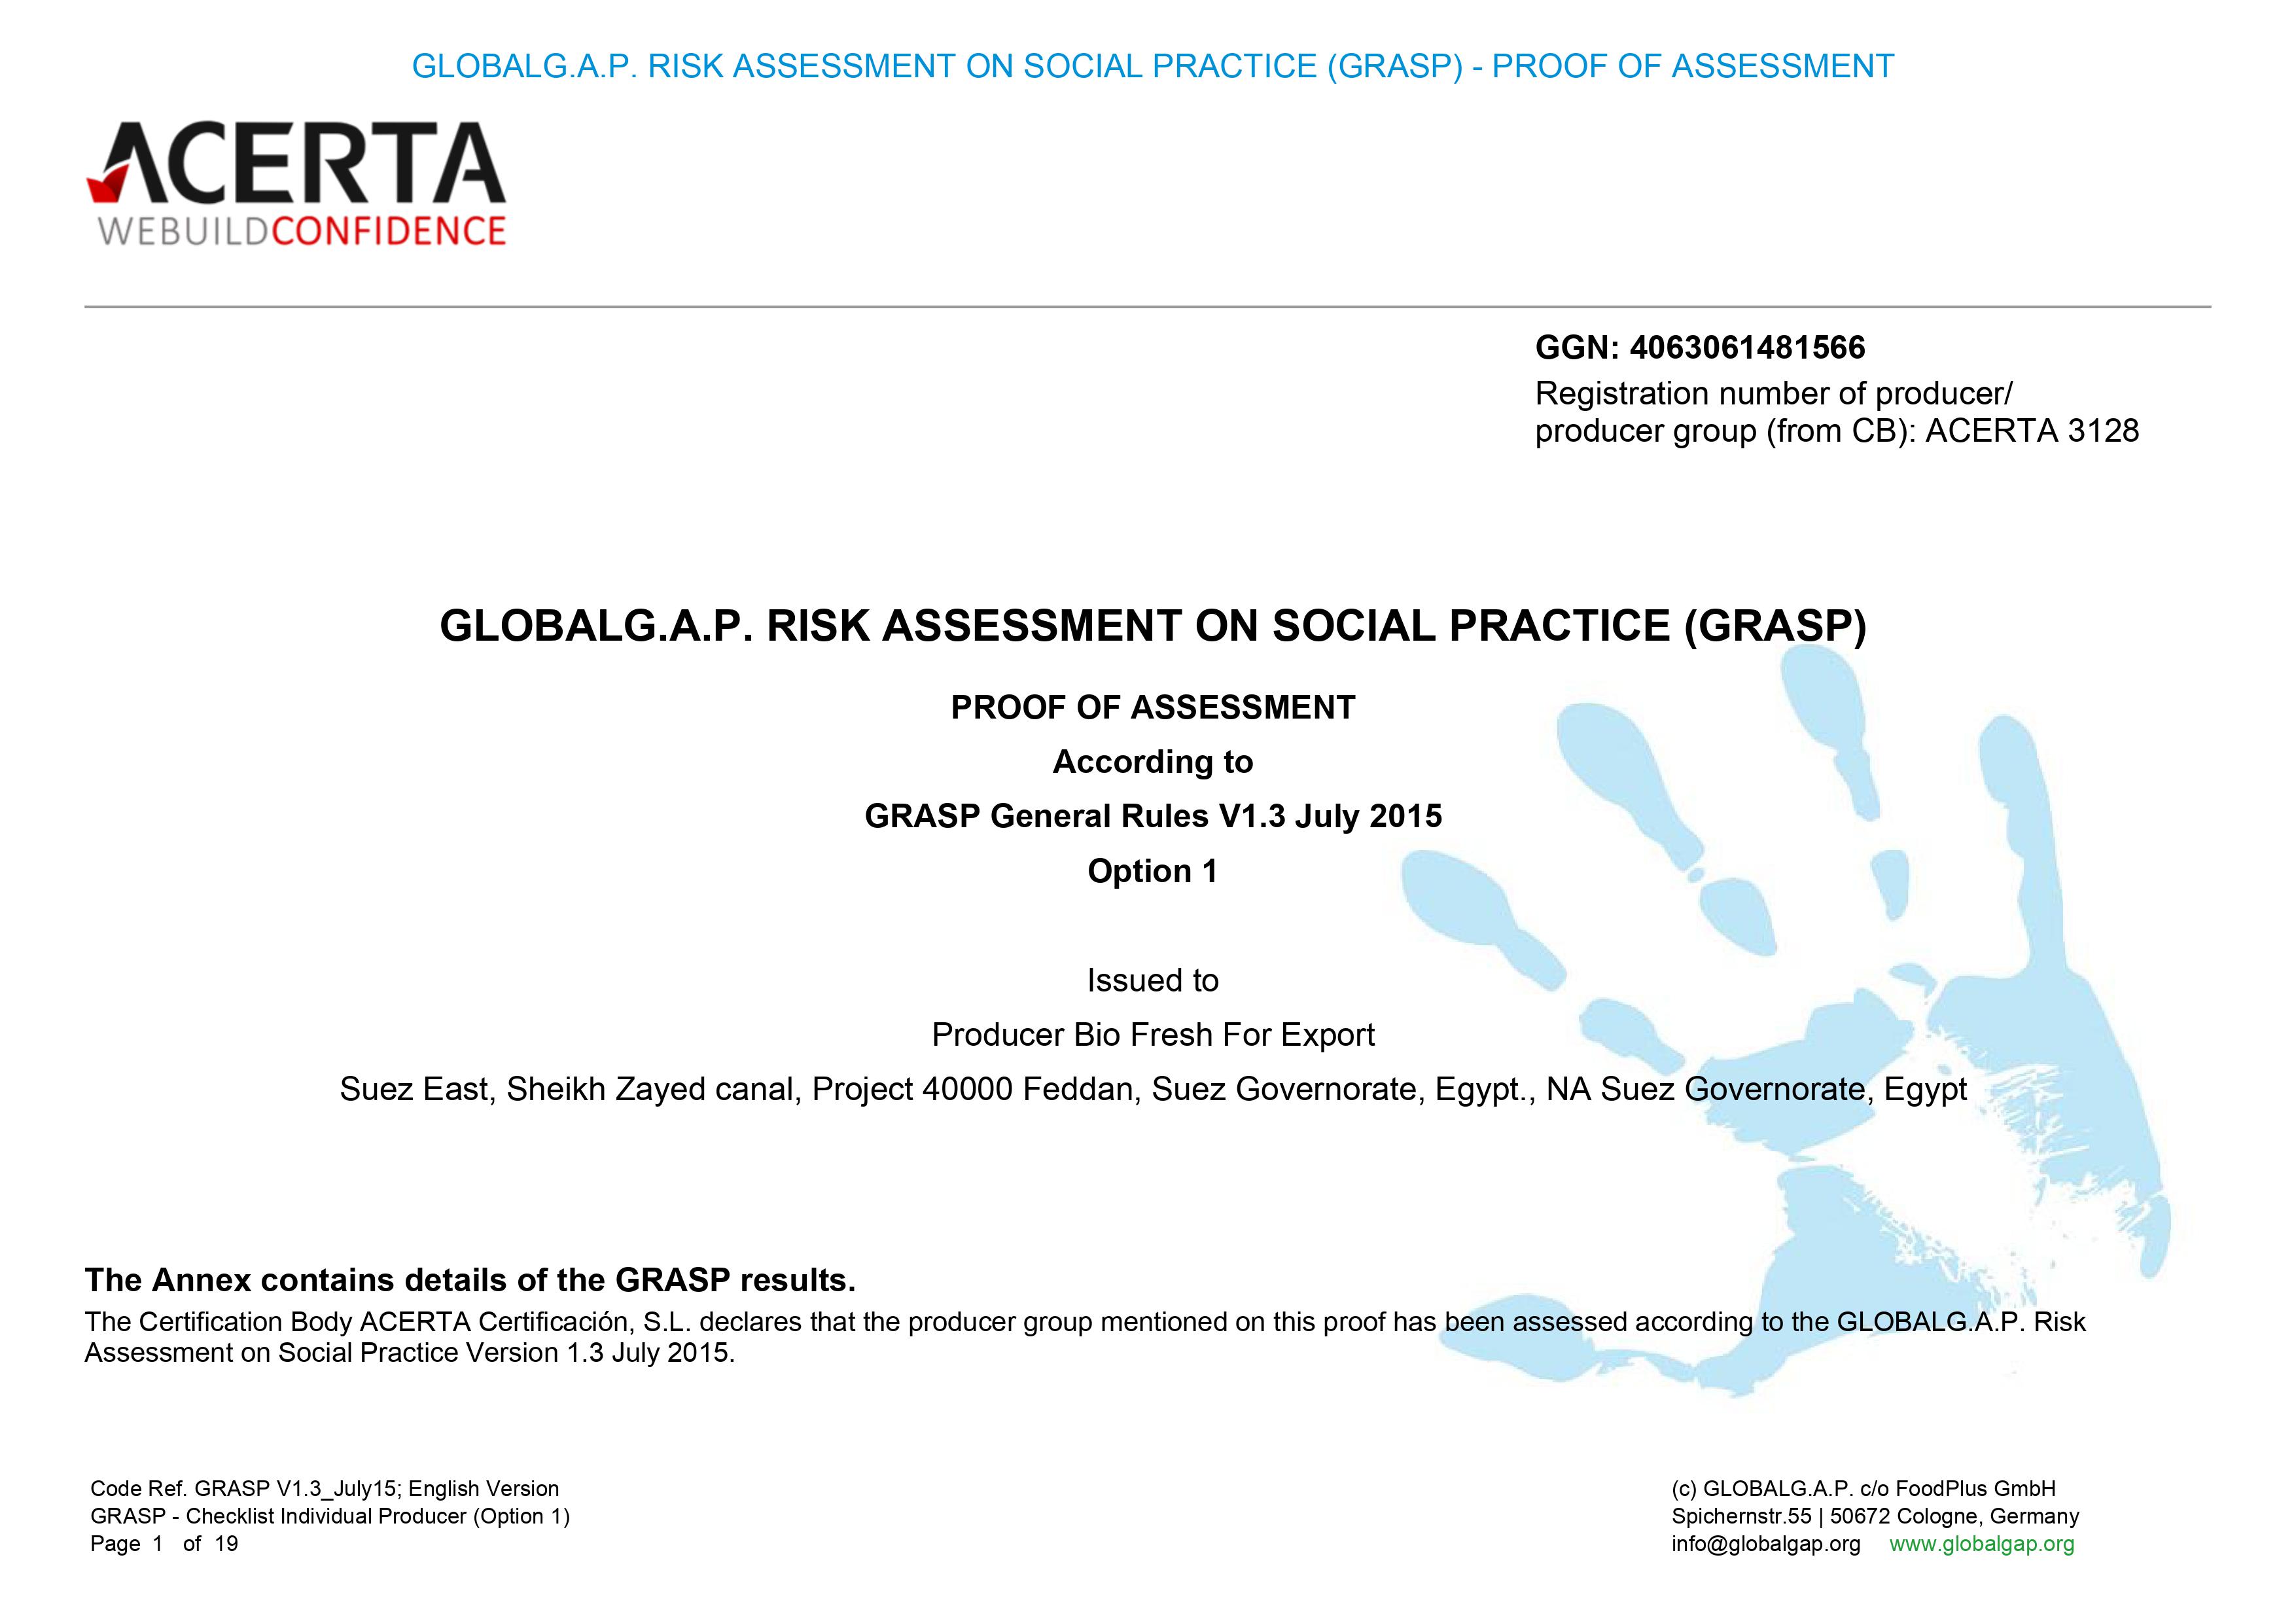 GLOBALG.A.P. RISK ASSESSMENT ON SOCIAL PRACTICE (GRASP) - PROOF OF ASSESSMENT
ACERTA
WEBUILDCONFIDENCE
GGN: 4063061481566
Registration number of producer/
producer group (from CB): ACERTA 3128
GLOBALG.A.P. RISK ASSESSMENT ON SOCIAL PRACTICE (GRASP)
PROOF OF ASSESSMENT
According to
GRASP General Rules V1.3 July 2015
Option 1
Issued to
Producer Bio Fresh For Export
Suez East, Sheikh Zayed canal, Project 40000 Feddan, Suez Governorate, Egypt., NA Suez Governorate, Egypt
The Annex contains details of the GRASP results.
The Certification Body ACERTA Certificación, S.L. declares that the producer group mentioned on this proof has been assessed according to the GLOBALG.A.P. Risk
Assessment on Social Practice Version 1.3 July 2015.
Code Ref. GRASP V1.3_July15; English Version
GRASP - Checklist Individual Producer (Option 1)
Page 1 of 19
(c) GLOBALG.A.P. c/o FoodPlus GmbH
Spichernstr.55 | 50672 Cologne, Germany
info@globalgap.org www.globalgap.org